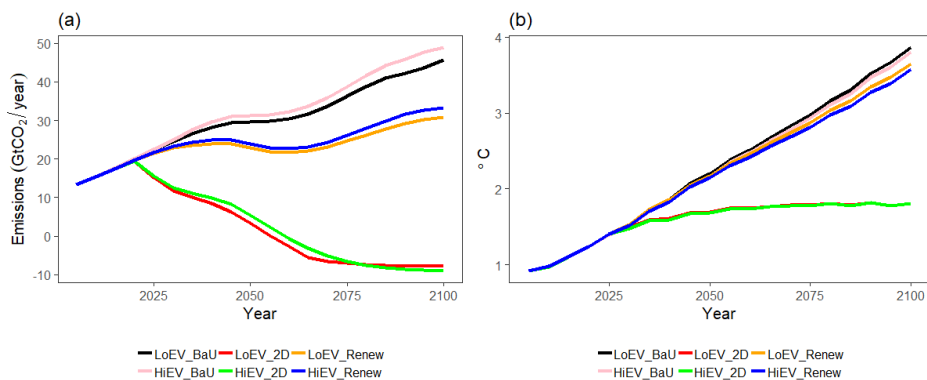 (a)
50
40
30
20
10
0
-10
Emissions (GtCO2/ year)
2025 2050 2075 2100
Year
LoEV_BaU LoEV_2D LoEV_Renew
HiEV_BaU HiEV_2D HiEV_Renew
(b)
4
3
2
1
° C
2025 2050 2075 2100
Year
LoEV_BaU LoEV_2D LoEV_Renew
HiEV_BaU HiEV_2D HiEV_Renew